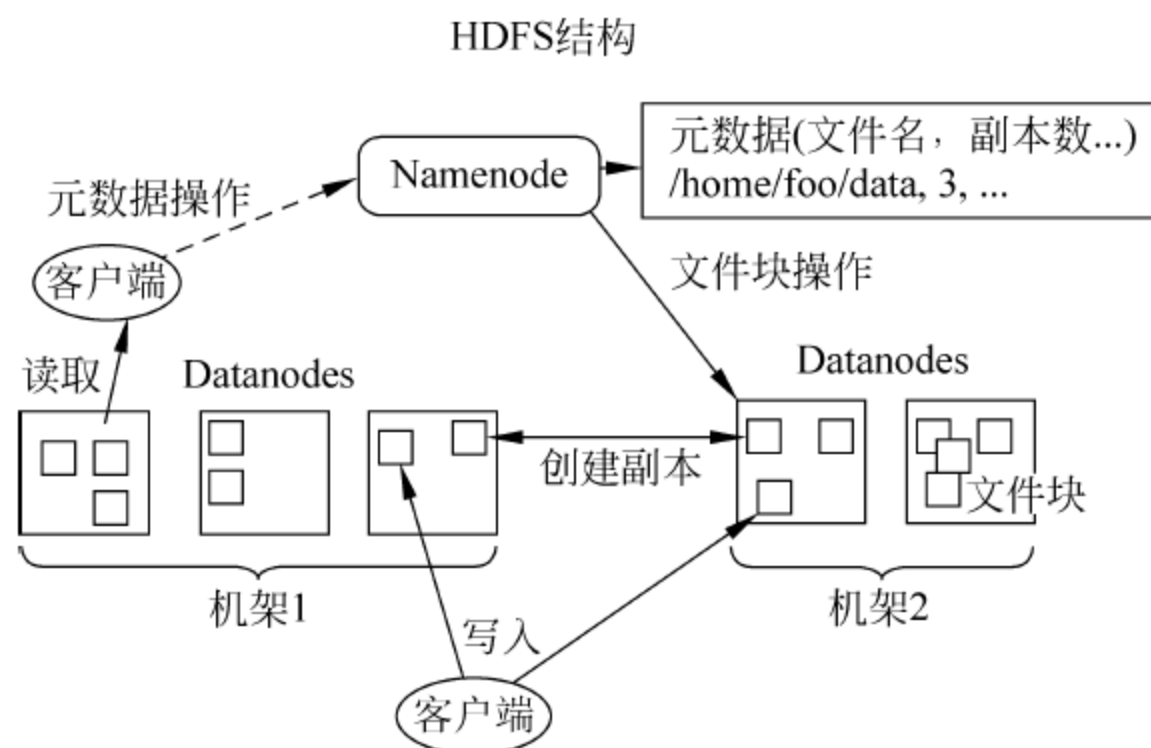 HDFS结构
元数据(文件名，副本数...)
/home/foo/data, 3, ...
Namenode
元数据操作
客户端
文件块操作
读取
Datanodes
Datanodes
创建副本
文件块
机架1
机架2
写入
客户端